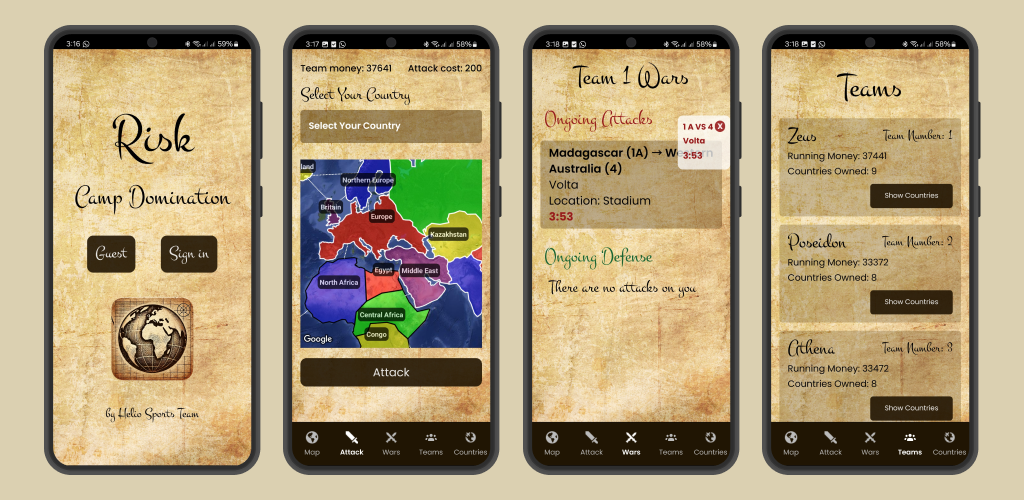 3:16
59%
Risk
Camp Domination
Guest
Sign in
by Helio Sports Team
3:17
58%
Team money: 37641
Attack cost: 200
Select Your Country
Select Your Country
land
Northern Europe
Britain
Europe
Kazakhstan
Egypt
Middle East
North Africa
Central Africa
Congo
Google
Attack
Map
Attack
Wars
Teams
Countries
3:18
58%
Team 1 Wars
Ongoing Attacks
1 A VS 4 X
Volta
3:53
Madagascar (1A) → Western
Australia (4)
Volta
Location: Stadium
3:53
Ongoing Defense
There are no attacks on you
Map
Attack
Wars
Teams
Countries
3:18
58%
Teams
Zeus
Team Number: 1
Running Money: 37441
Countries Owned: 9
Show Countries
Poseidon
Team Number: 2
Running Money: 33372
Countries Owned: 8
Show Countries
Athena
Team Number: 3
Running Money: 33472
Countries Owned: 8
Show Countries
Map
Attack
Wars
Teams
Countries